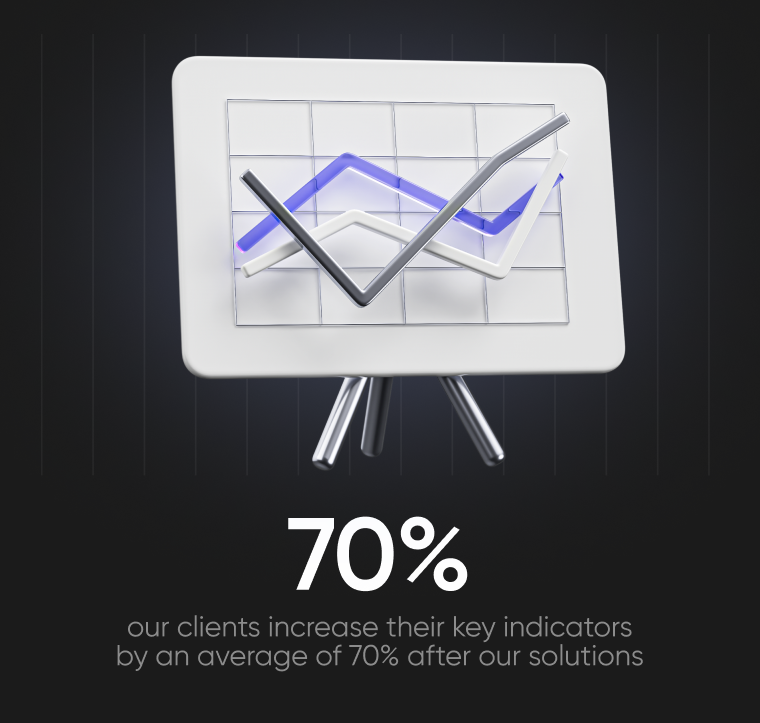 70%
our clients increase their key indicators
by an average of 70% after our solutions